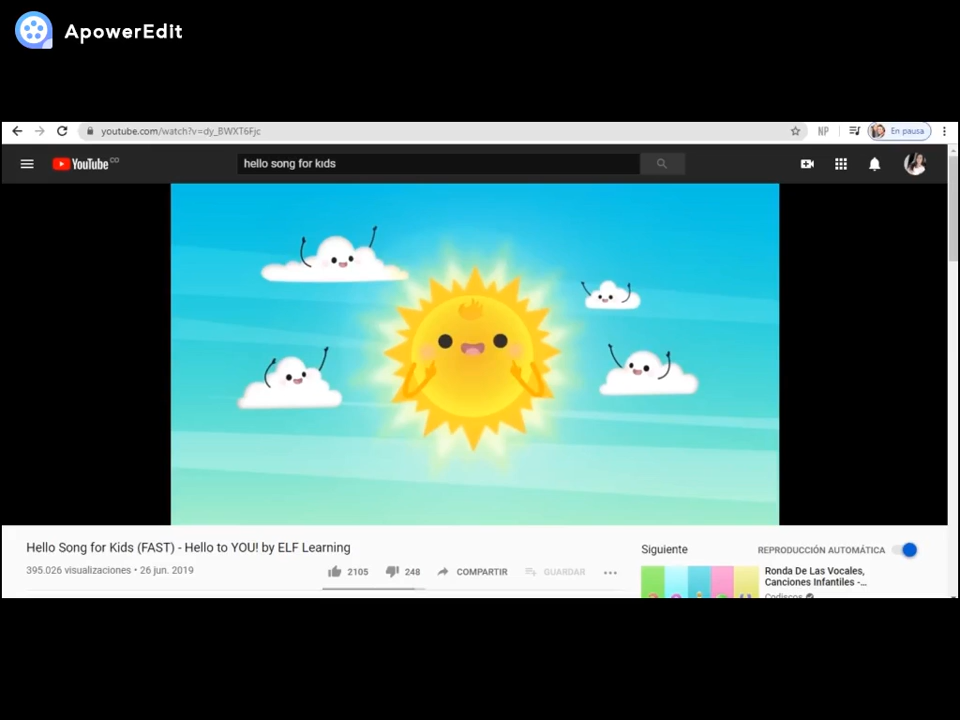 ApowerEdit
youtube.com/watch?v=dy_BWXT6Fjc
NP
En pausa
YouTube CO
hello song for kids
Hello Song for Kids (FAST) - Hello to YOU! by ELF Learning
395.026 visualizaciones • 26 jun. 2019
2105
248
COMPARTIR
GUARDAR
Siguiente
REPRODUCCIÓN AUTOMÁTICA
Ronda De Las Vocales,
Canciones Infantiles -...
Codiscos